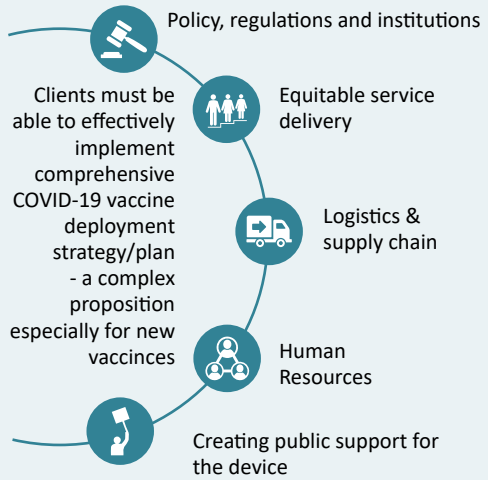 Policy, regulations and institutions
Clients must be
able to effectively
implement
comprehensive
COVID-19 vaccine
deployment
strategy/plan
- a complex
proposition
especially for new
vaccinces
Equitable service
delivery
Logistics &
supply chain
Human
Resources
Creating public support for
the device